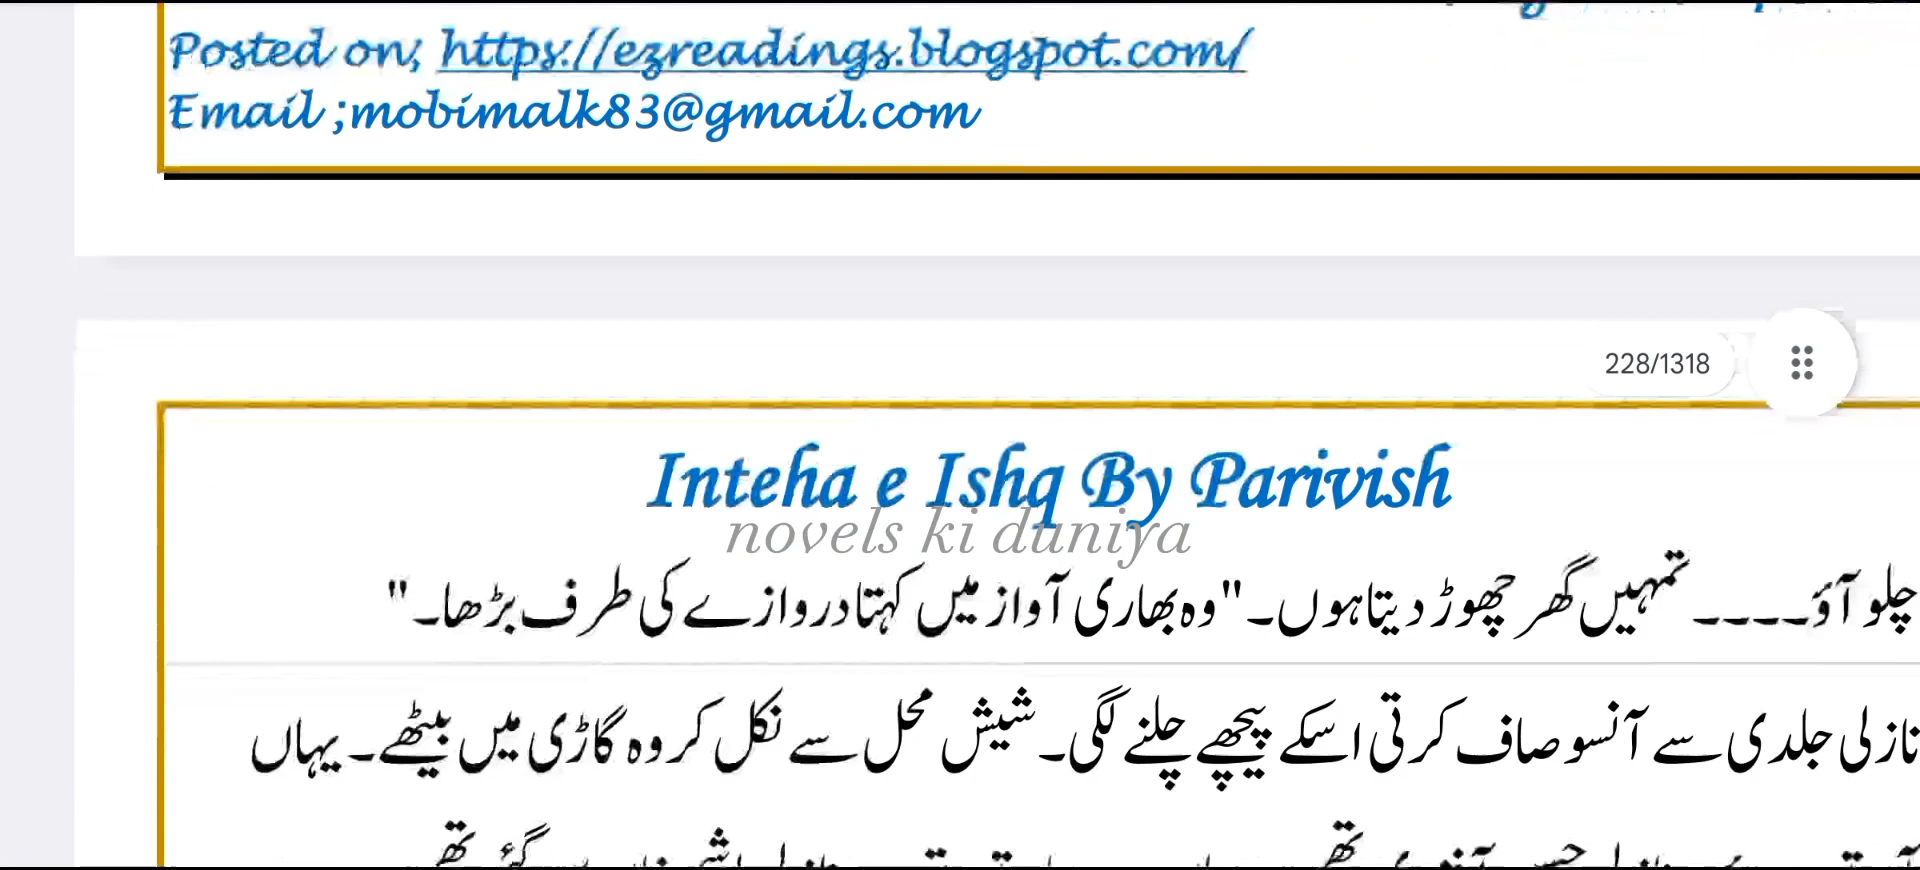 Posted on; https://ezreadings.blogspot.com/
Email ;mobimalk83@gmail.com
228/1318
Inteha e Ishq By Parivish
novels ki duniya
چلو آؤ۔۔۔۔ تمہیں گھر چھوڑ دیتا ہوں۔" وہ بھاری آواز میں کہتا دروازے کی طرف بڑھا۔"
نازلی جلدی سے آنسو صاف کرتی اسکے پیچھے چلنے لگی۔ شیش محل سے نکل کر وہ گاڑی میں بیٹھے۔ یہاں